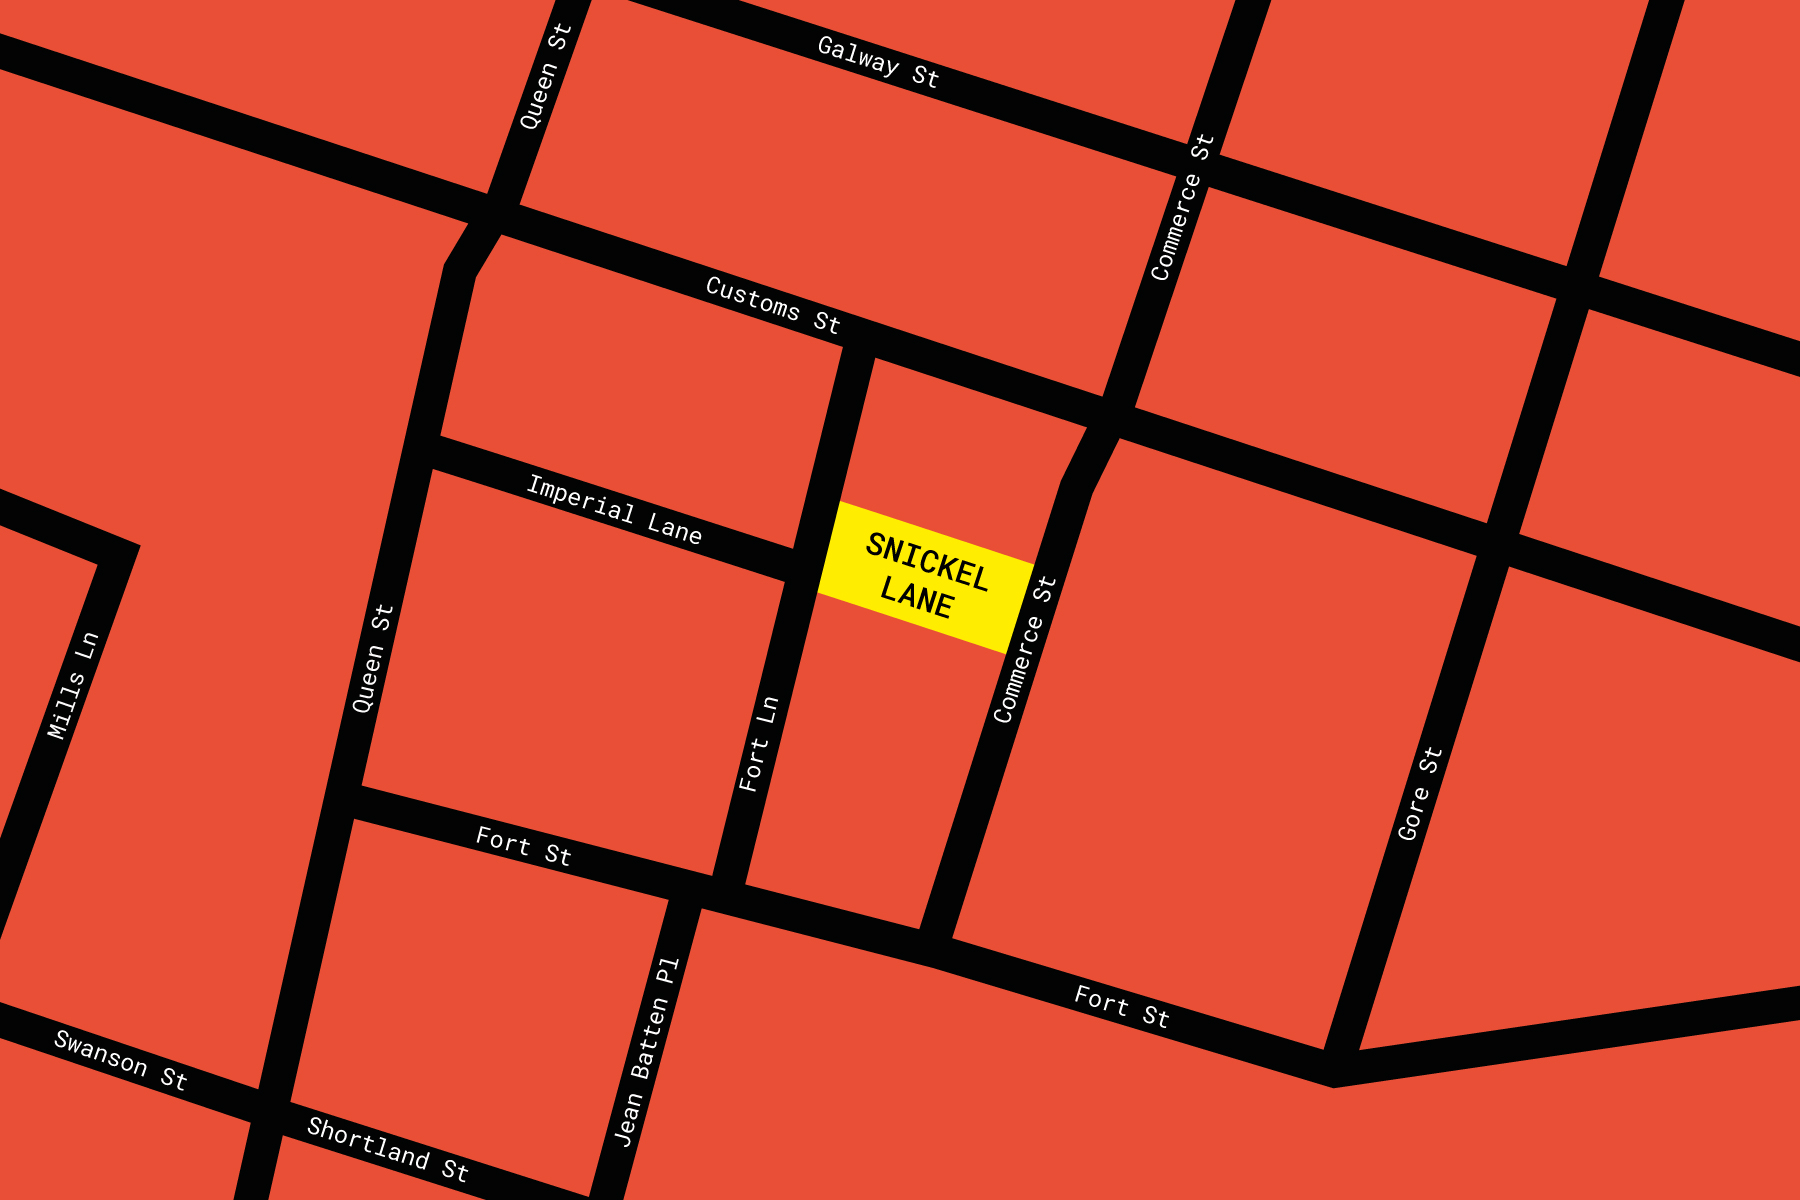 Queen St
Galway St
Commerce St
Customs St
Imperial Lane
SNICKEL
LANE
Commerce St
Queen St
Mills Ln
Fort Ln
Gore St
Fort St
Fort St
Jean Batten Pl
Swanson St
Shortland St